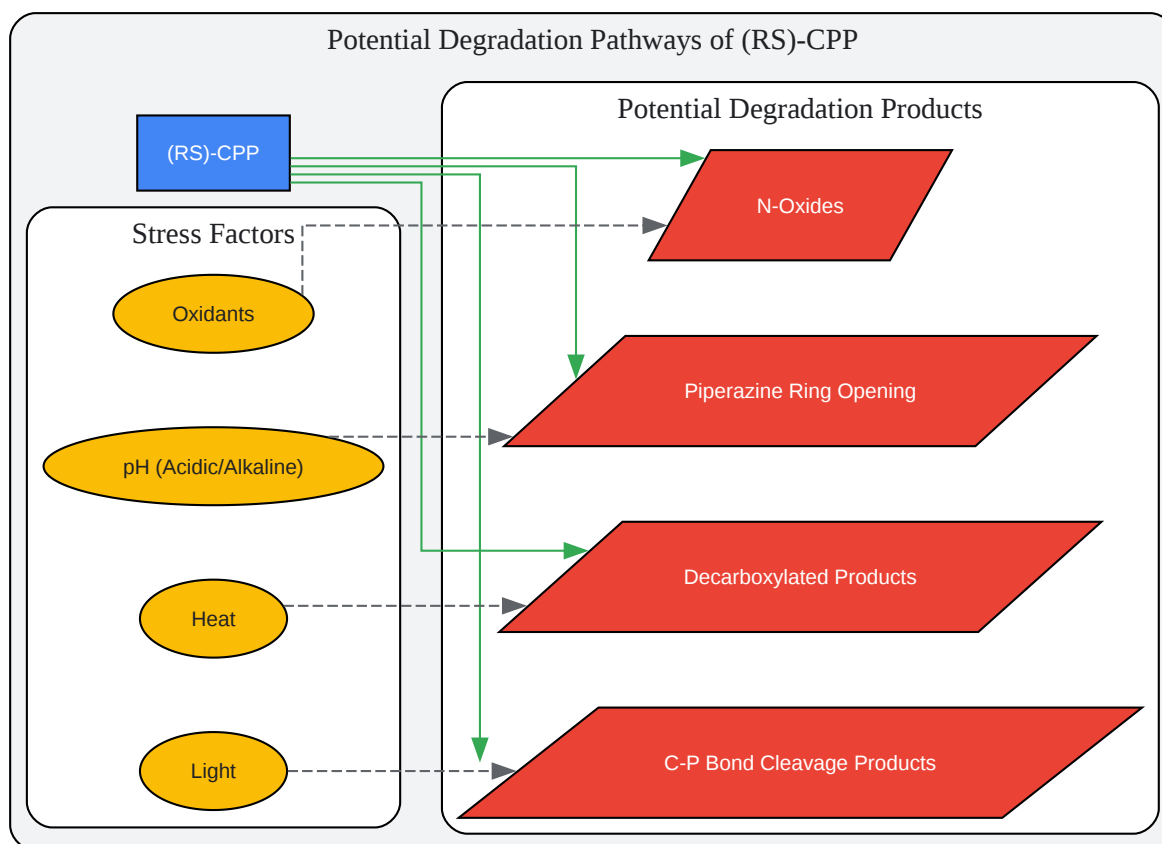 Potential Degradation Pathways of (RS)-CPP
Potential Degradation Products
(RS)-CPP
N-Oxides
Stress Factors
Oxidants
Piperazine Ring Opening
pH (Acidic/Alkaline)
Decarboxylated Products
Heat
C-P Bond Cleavage Products
Light